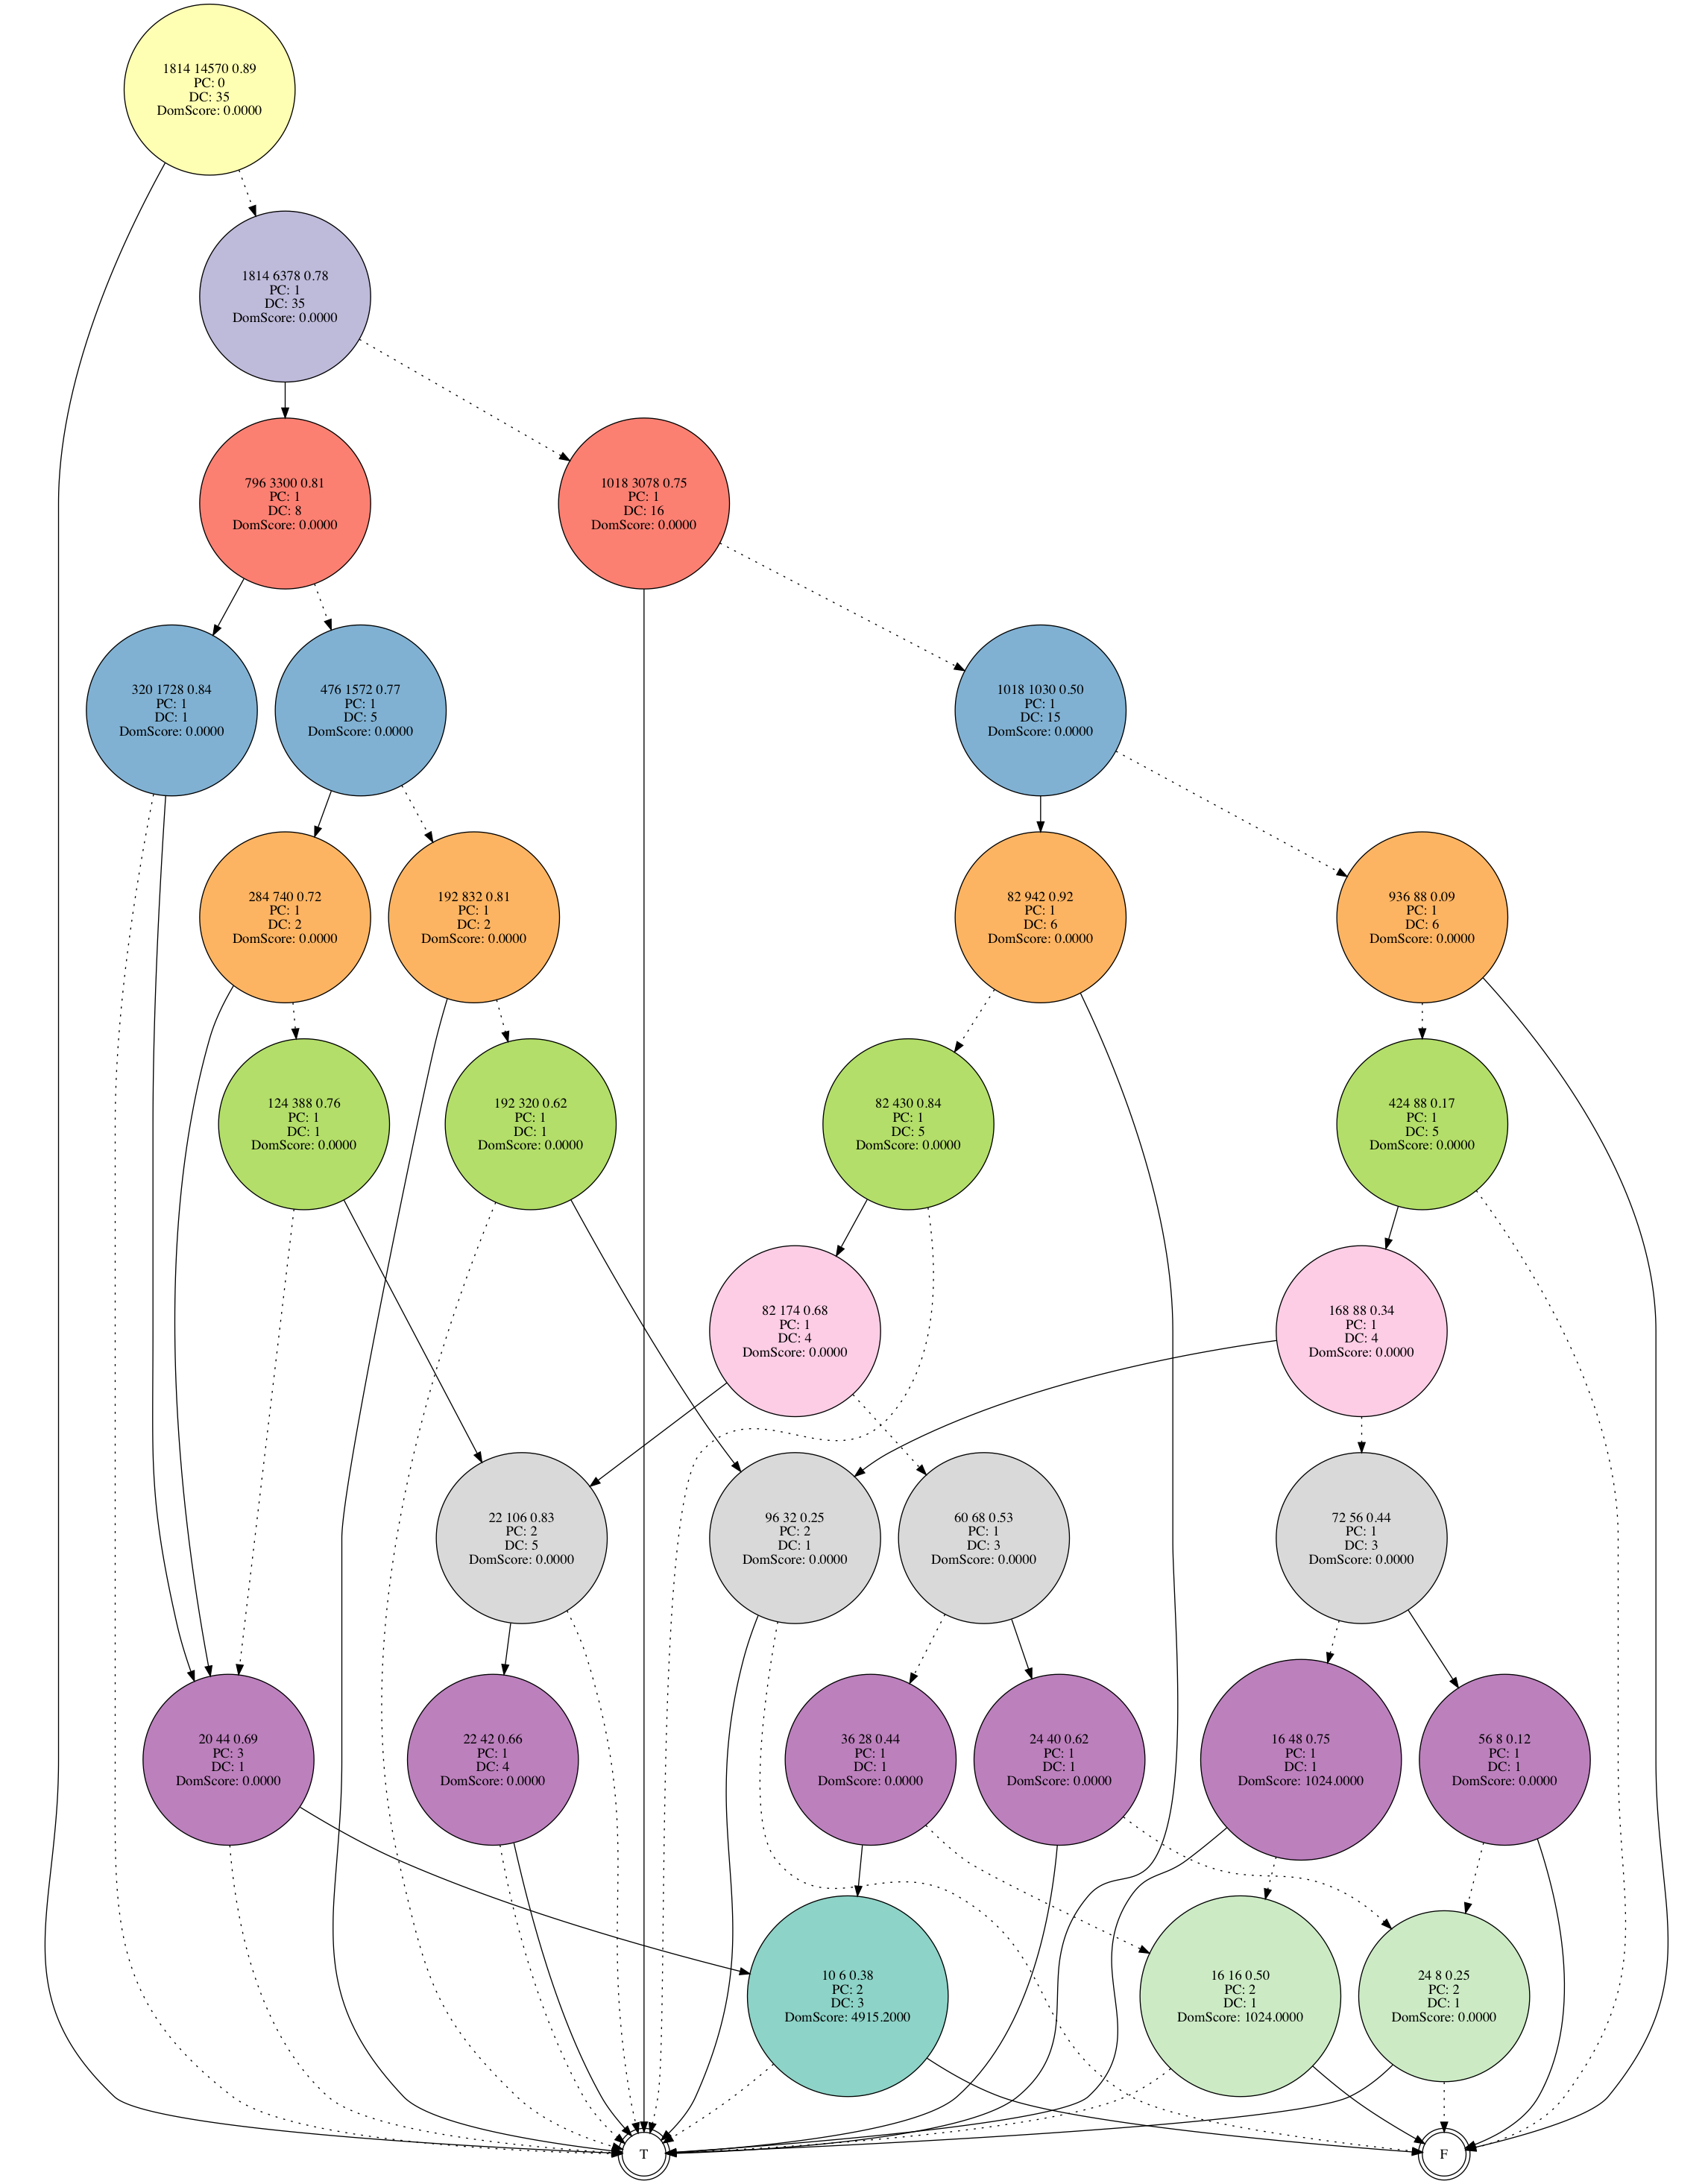 1814 14570 0.89
PC: 0
DC: 35
DomScore: 0.0000
1814 6378 0.78
PC: 1
DC: 35
DomScore: 0.0000
796 3300 0.81
PC: 1
DC: 8
DomScore: 0.0000
1018 3078 0.75
PC: 1
DC: 16
DomScore: 0.0000
320 1728 0.84
PC: 1
DC: 1
DomScore: 0.0000
476 1572 0.77
PC: 1
DC: 5
DomScore: 0.0000
1018 1030 0.50
PC: 1
DC: 15
DomScore: 0.0000
284 740 0.72
PC: 1
DC: 2
DomScore: 0.0000
192 832 0.81
PC: 1
DC: 2
DomScore: 0.0000
82 942 0.92
PC: 1
DC: 6
DomScore: 0.0000
936 88 0.09
PC: 1
DC: 6
DomScore: 0.0000
124 388 0.76
PC: 1
DC: 1
DomScore: 0.0000
192 320 0.62
PC: 1
DC: 1
DomScore: 0.0000
82 430 0.84
PC: 1
DC: 5
DomScore: 0.0000
424 88 0.17
PC: 1
DC: 5
DomScore: 0.0000
82 174 0.68
PC: 1
DC: 4
DomScore: 0.0000
168 88 0.34
PC: 1
DC: 4
DomScore: 0.0000
22 106 0.83
PC: 2
DC: 5
DomScore: 0.0000
96 32 0.25
PC: 2
DC: 1
DomScore: 0.0000
60 68 0.53
PC: 1
DC: 3
DomScore: 0.0000
72 56 0.44
PC: 1
DC: 3
DomScore: 0.0000
20 44 0.69
PC: 3
DC: 1
DomScore: 0.0000
22 42 0.66
PC: 1
DC: 4
DomScore: 0.0000
36 28 0.44
PC: 1
DC: 1
DomScore: 0.0000
24 40 0.62
PC: 1
DC: 1
DomScore: 0.0000
16 48 0.75
PC: 1
DC: 1
DomScore: 1024.0000
56 8 0.12
PC: 1
DC: 1
DomScore: 0.0000
10 6 0.38
PC: 2
DC: 3
DomScore: 4915.2000
16 16 0.50
PC: 2
DC: 1
DomScore: 1024.0000
24 8 0.25
PC: 2
DC: 1
DomScore: 0.0000
T
F